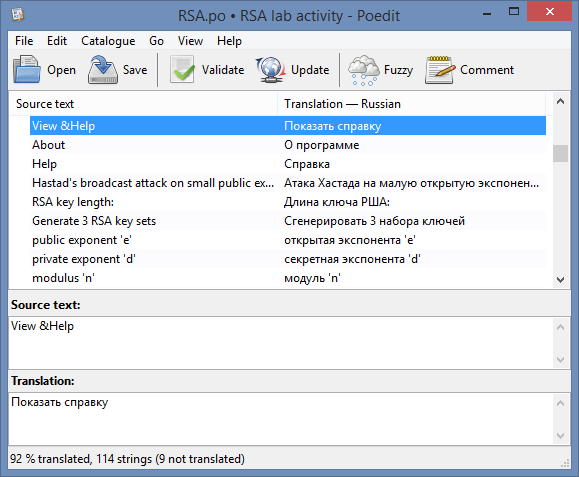 RSA.po • RSA lab activity - Poedit
File Edit Catalogue Go View Help
Open Save Validate Update Fuzzy Comment
Source text Translation — Russian
View &Help Показать справку
About О программе
Help Справка
Hastad's broadcast attack on small public ex... Атака Хастада на малую открытую экспонен...
RSA key length: Длина ключа РША:
Generate 3 RSA key sets Сгенерировать 3 набора ключей
public exponent 'e' открытая экспонента 'e'
private exponent 'd' секретная экспонента 'd'
modulus 'n' модуль 'n'
Source text:
View &Help
Translation:
Показать справку
92 % translated, 114 strings (9 not translated)